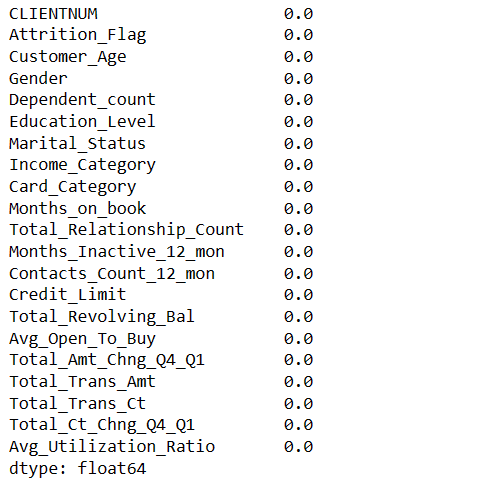 CLIENTNUM 0.0
Attrition_Flag 0.0
Customer_Age 0.0
Gender 0.0
Dependent_count 0.0
Education_Level 0.0
Marital_Status 0.0
Income_Category 0.0
Card_Category 0.0
Months_on_book 0.0
Total_Relationship_Count 0.0
Months_Inactive_12_mon 0.0
Contacts_Count_12_mon 0.0
Credit_Limit 0.0
Total_Revolving_Bal 0.0
Avg_Open_To_Buy 0.0
Total_Amt_Chng_Q4_Q1 0.0
Total_Trans_Amt 0.0
Total_Trans_Ct 0.0
Total_Ct_Chng_Q4_Q1 0.0
Avg_Utilization_Ratio 0.0
dtype: float64